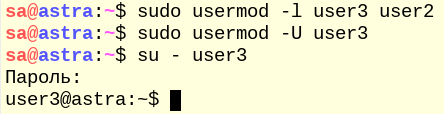 sa@astra:~$ sudo usermod -l user3 user2
sa@astra:~$ sudo usermod -U user3
sa@astra:~$ su - user3
Пароль:
user3@astra:~$